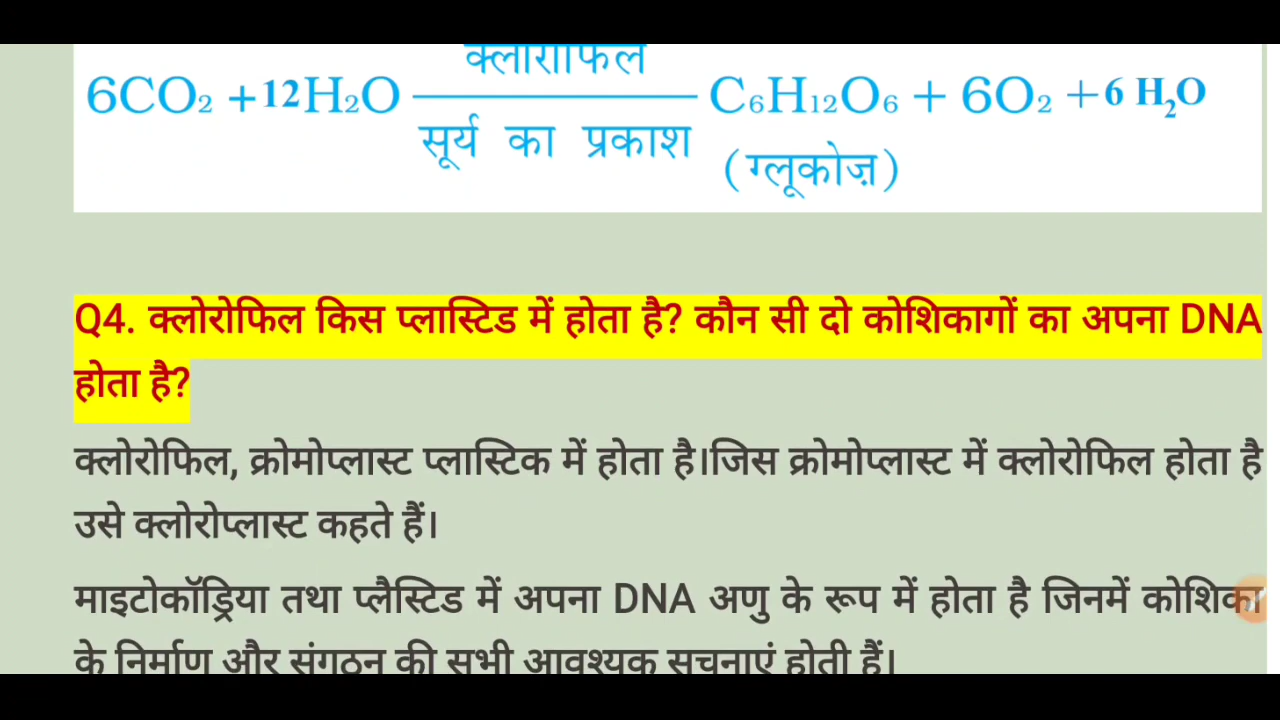 क्लोरोफिल
6CO₂ +12H₂O C₆H₁₂O₆ + 6O₂ +6 H₂O
सूर्य का प्रकाश
(ग्लूकोज़)
Q4. क्लोरोफिल किस प्लास्टिड में होता है? कौन सी दो कोशिकागों का अपना DNA
होता है?
क्लोरोफिल, क्रोमोप्लास्ट प्लास्टिक में होता है।जिस क्रोमोप्लास्ट में क्लोरोफिल होता है
उसे क्लोरोप्लास्ट कहते हैं।
माइटोकॉड्रिया तथा प्लैस्टिड में अपना DNA अणु के रूप में होता है जिनमें कोशिका
के निर्माण और संगठन की सभी आवश्यक सूचनाएं होती हैं।